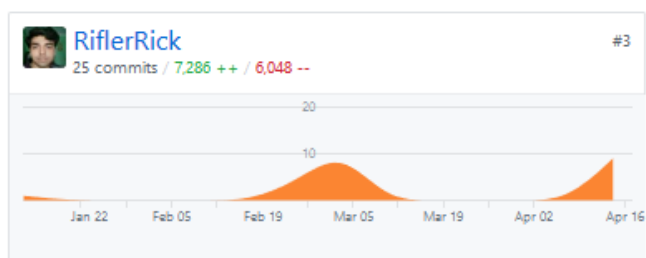 RiflerRick #3
25 commits / 7,286 ++ / 6,048 --
20
10
Jan 22 Feb 05 Feb 19 Mar 05 Mar 19 Apr 02 Apr 16